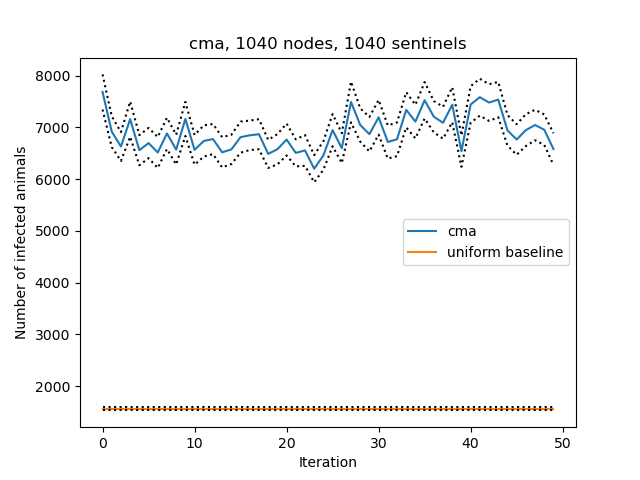 cma, 1040 nodes, 1040 sentinels
8000
7000
6000
5000
4000
3000
2000
Number of infected animals
cma
uniform baseline
0 10 20 30 40 50
Iteration